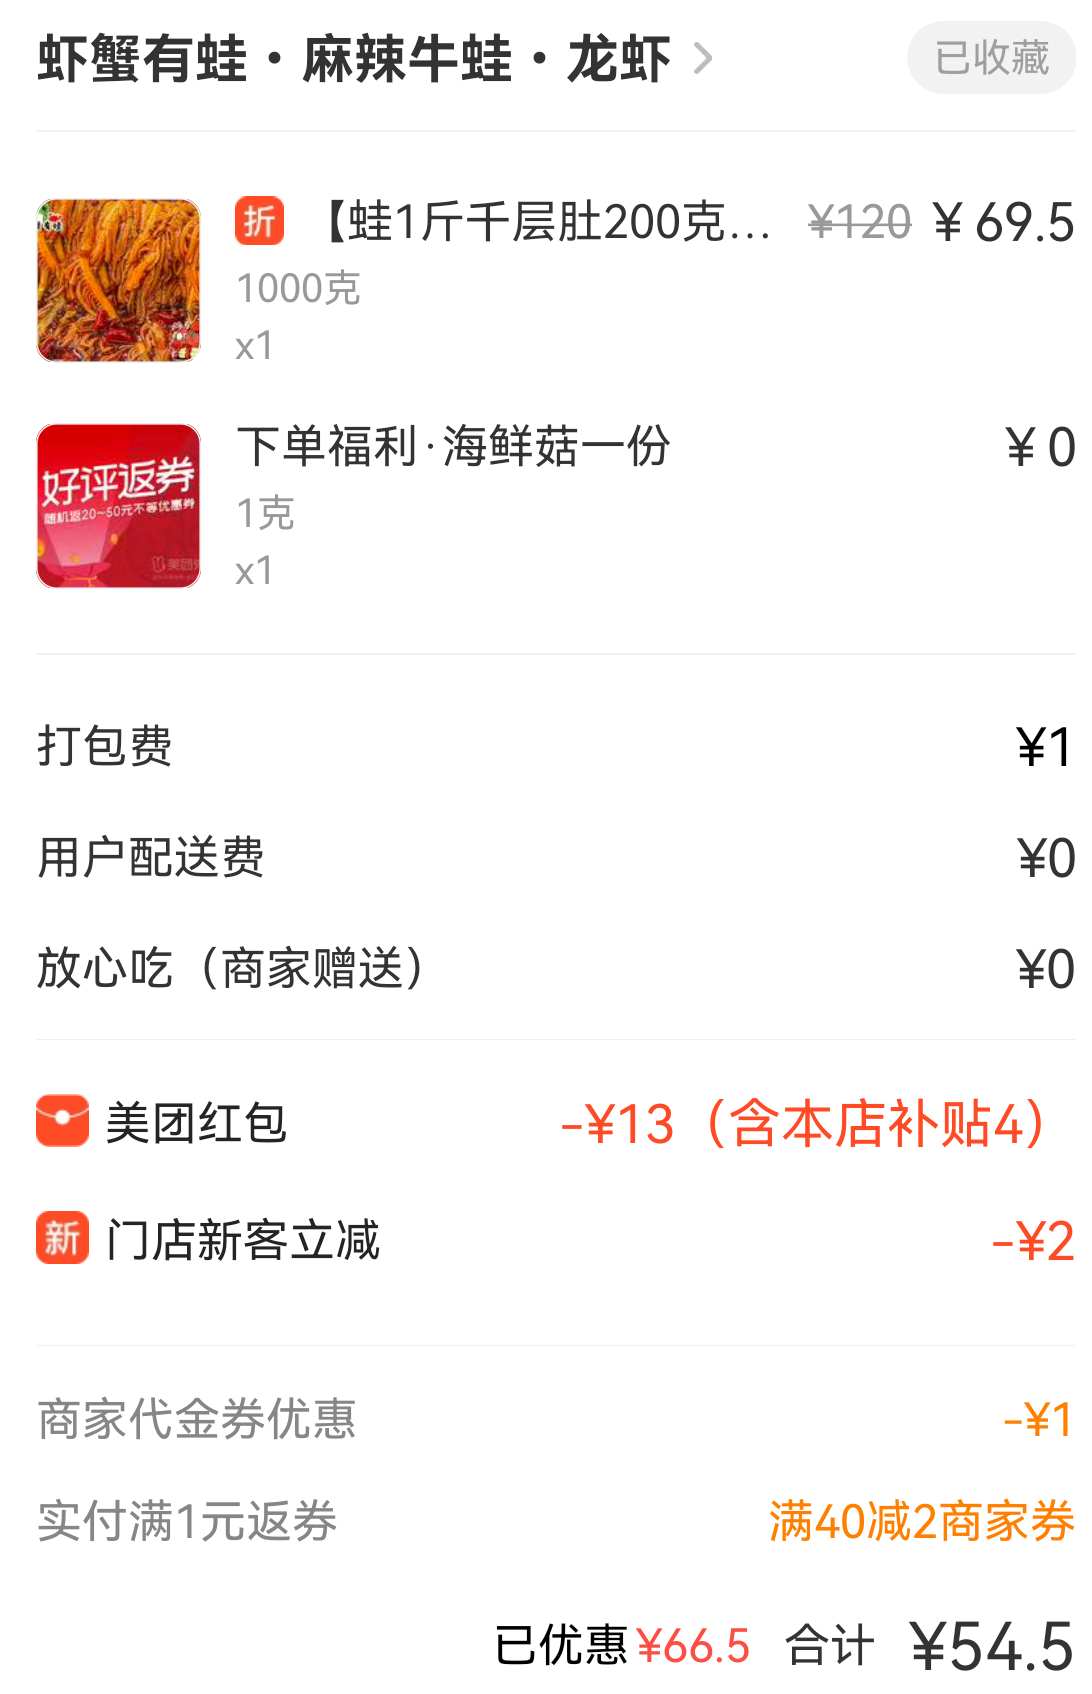 虾蟹有蛙·麻辣牛蛙·龙虾 >
已收藏
折 【蛙1斤千层肚200克... ¥120 ¥69.5
1000克
x1
好评返券
随机返20~50元不等优惠券
下单福利·海鲜菇一份 ¥0
1克
x1
打包费 ¥1
用户配送费 ¥0
放心吃（商家赠送） ¥0
美团红包 -¥13（含本店补贴4）
新 门店新客立减 -¥2
商家代金券优惠 -¥1
实付满1元返券 满40减2商家券
已优惠¥66.5 合计 ¥54.5